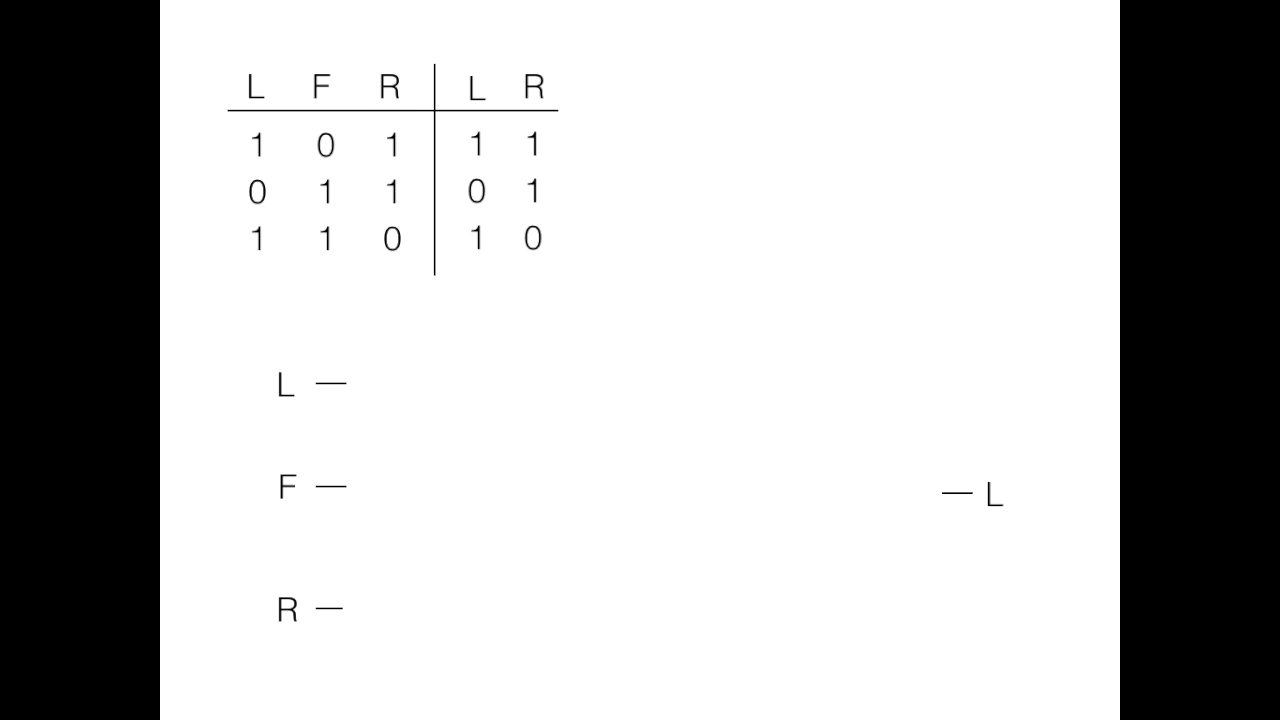 L F R L R
1 0 1 1 1
0 1 1 0 1
1 1 0 1 0
L
F
L
R